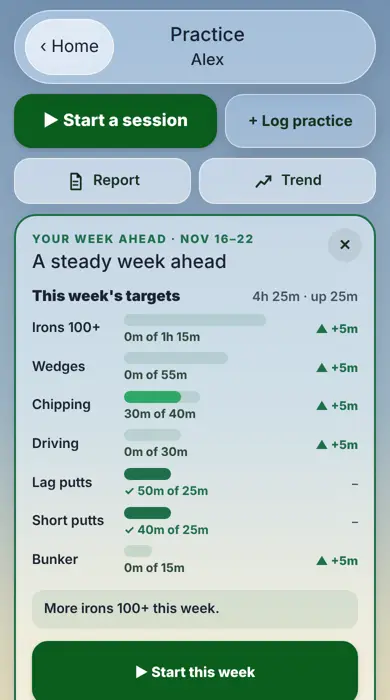 ‹ Home
Practice
Alex
▶ Start a session
+ Log practice
Report
Trend
YOUR WEEK AHEAD · NOV 16–22
✕
A steady week ahead
This week's targets
4h 25m · up 25m
Irons 100+
▲ +5m
0m of 1h 15m
Wedges
▲ +5m
0m of 55m
Chipping
▲ +5m
30m of 40m
Driving
▲ +5m
0m of 30m
Lag putts
–
✓ 50m of 25m
Short putts
–
✓ 40m of 25m
Bunker
▲ +5m
0m of 15m
More irons 100+ this week.
▶ Start this week